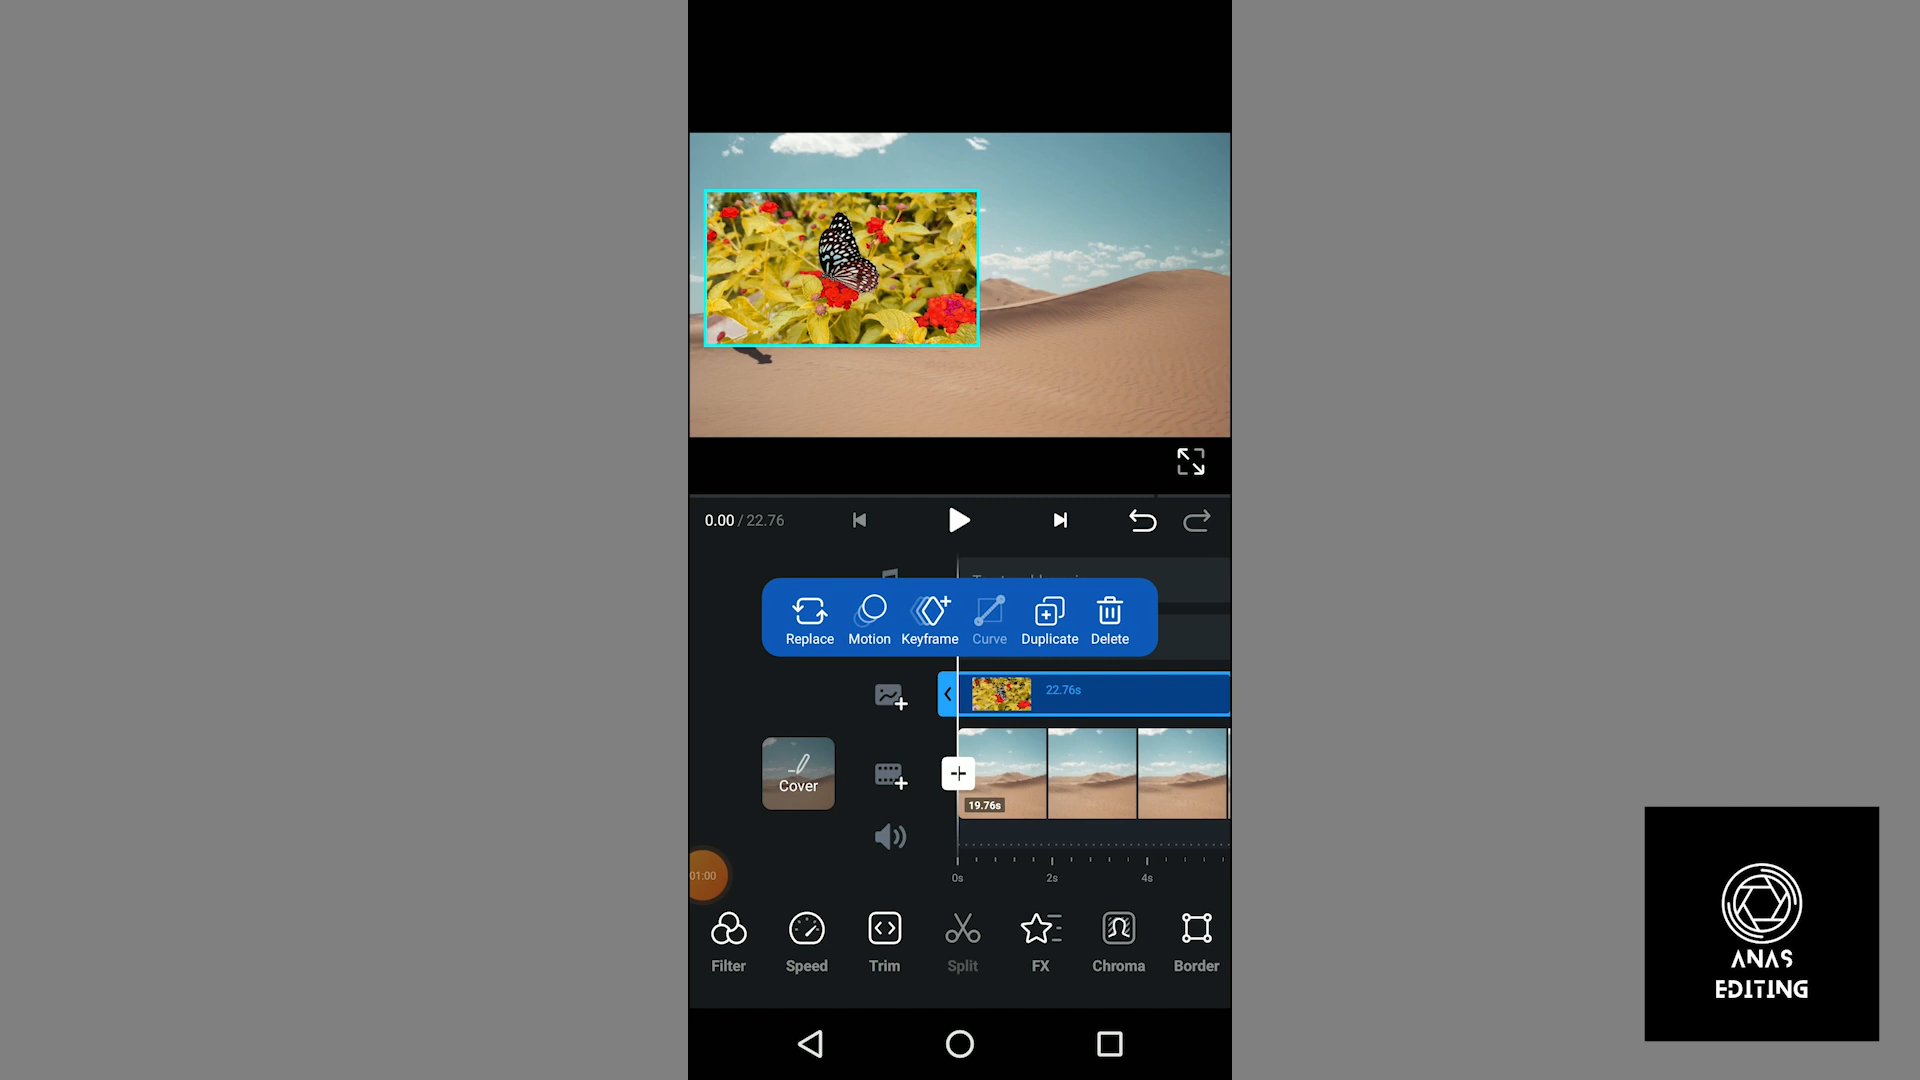 0.00 / 22.76
Replace Motion Keyframe Curve Duplicate Delete
22.76s
Cover
19.76s
0s 2s 4s
01:00
Filter Speed Trim Split FX Chroma Border
ANAS
EDITING